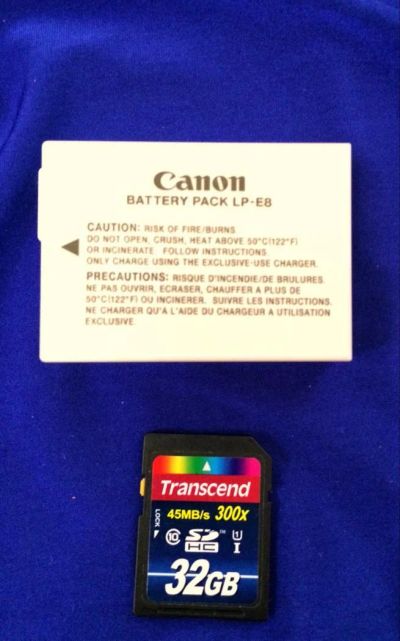 Canon
BATTERY PACK LP-E8
CAUTION: RISK OF FIRE/BURNS
DO NOT OPEN, CRUSH, HEAT ABOVE 50°C(122°F)
OR INCINERATE. FOLLOW INSTRUCTIONS.
ONLY CHARGE USING THE EXCLUSIVE-USE CHARGER.
PRECAUTIONS: RISQUE D'INCENDIE/DE BRULURES.
NE PAS OUVRIR, ECRASER, CHAUFFER A PLUS DE
50°C(122°F) OU INCINERER. SUIVRE LES INSTRUCTIONS.
NE CHARGER QU'A L'AIDE DU CHARGEUR A UTILISATION
EXCLUSIVE.
Transcend
45MB/s 300x
LOCK
10 SD HC ™ 1 I
32GB